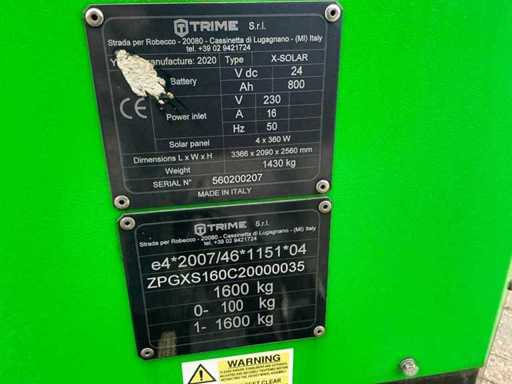 TRIME S.r.l.
Strada per Robecco - 20080 - Cassinetta di Lugagnano - (MI) Italy
tel. +39 02 9421724
manufacture: 2020 Type X-SOLAR
Battery V dc 24
Ah 800
Power inlet V 230
A 16
Hz 50
Solar panel 4 x 360 W
Dimensions L x W x H 3366 x 2090 x 2560 mm
Weight 1430 kg
SERIAL N° 560200207
CE
MADE IN ITALY
TRIME S.r.l.
Strada per Robecco - 20080 - Cassinetta di Lugagnano - (MI) Italy
tel. +39 02 9421724
e4*2007/46*1151*04
ZPGXS160C20000035
1600 kg
0- 100 kg
1- 1600 kg
WARNING